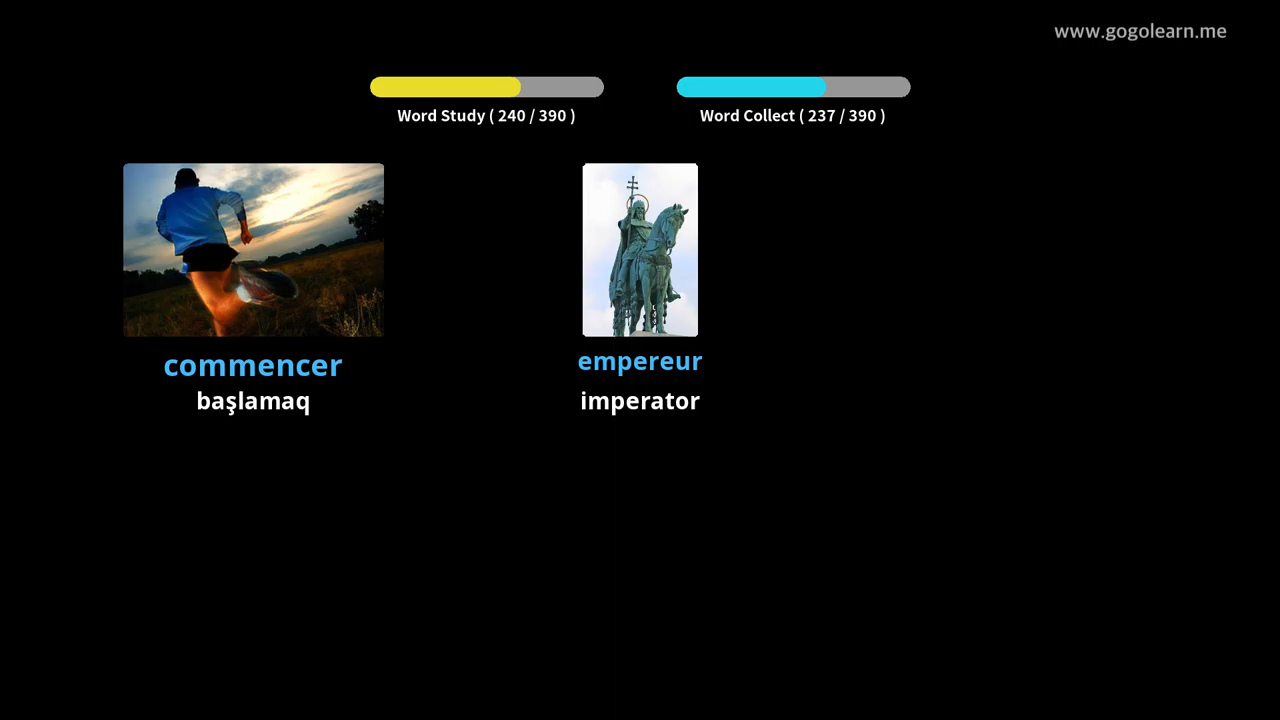 www.gogolearn.me
Word Study ( 240 / 390 )
Word Collect ( 237 / 390 )
commencer
başlamaq
empereur
imperator